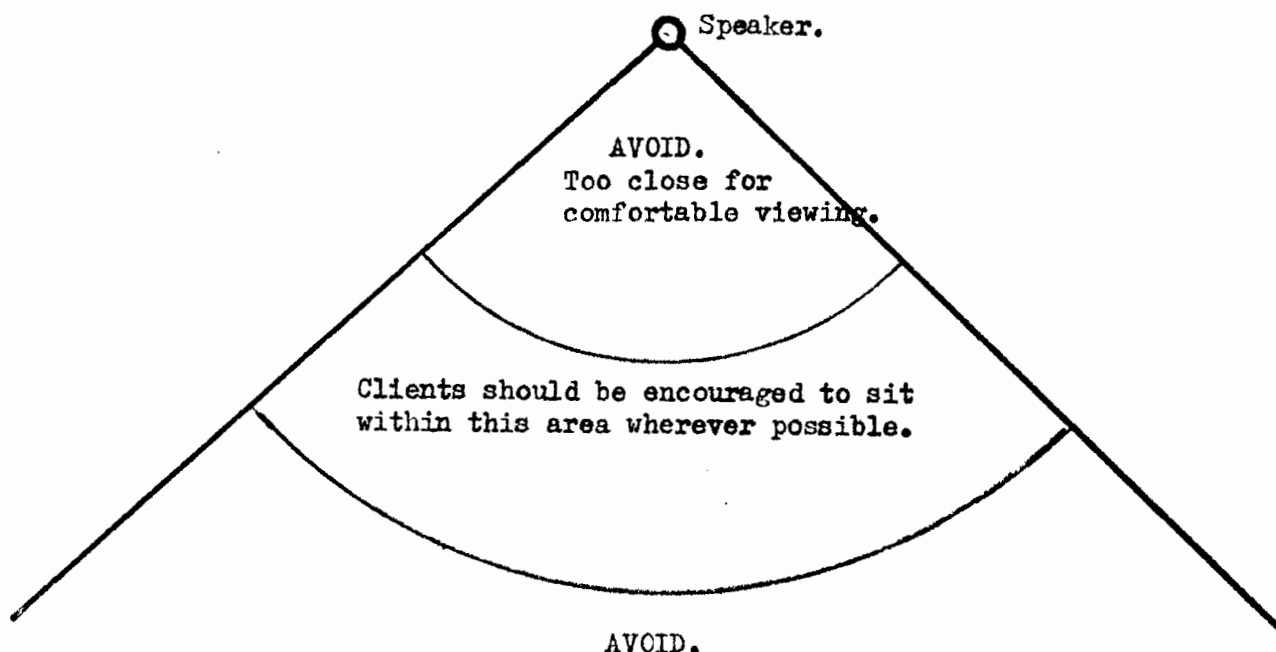 Speaker.
AVOID.
Too close for
comfortable viewing.
Clients should be encouraged to sit
within this area wherever possible.
AVOID.